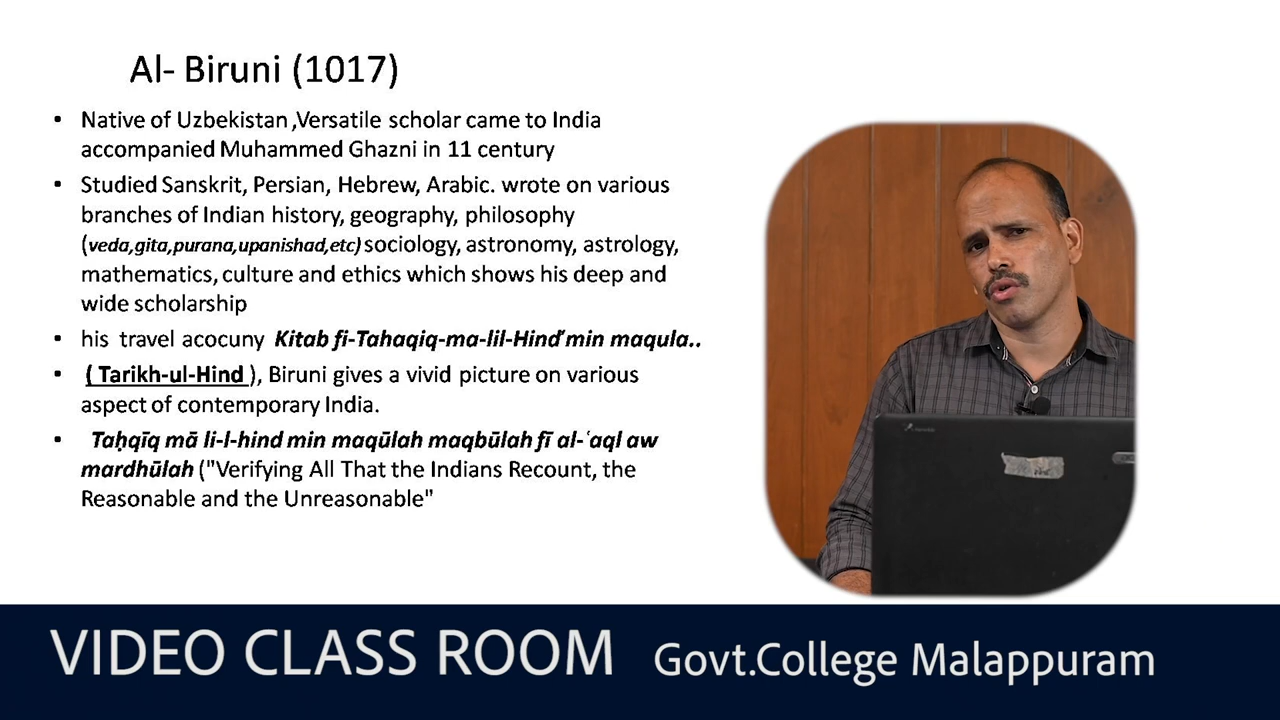 Al- Biruni (1017)
• Native of Uzbekistan ,Versatile scholar came to India
accompanied Muhammed Ghazni in 11 century
• Studied Sanskrit, Persian, Hebrew, Arabic. wrote on various
branches of Indian history, geography, philosophy
(veda,gita,purana,upanishad,etc) sociology, astronomy, astrology,
mathematics, culture and ethics which shows his deep and
wide scholarship
• his travel acocuny Kitab fi-Tahaqiq-ma-lil-Hind'min maqula..
• ( Tarikh-ul-Hind ), Biruni gives a vivid picture on various
aspect of contemporary India.
• Taḥqīq mā li-l-hind min maqūlah maqbūlah fī al-ʿaql aw
mardhūlah ("Verifying All That the Indians Recount, the
Reasonable and the Unreasonable"
VIDEO CLASS ROOM Govt.College Malappuram